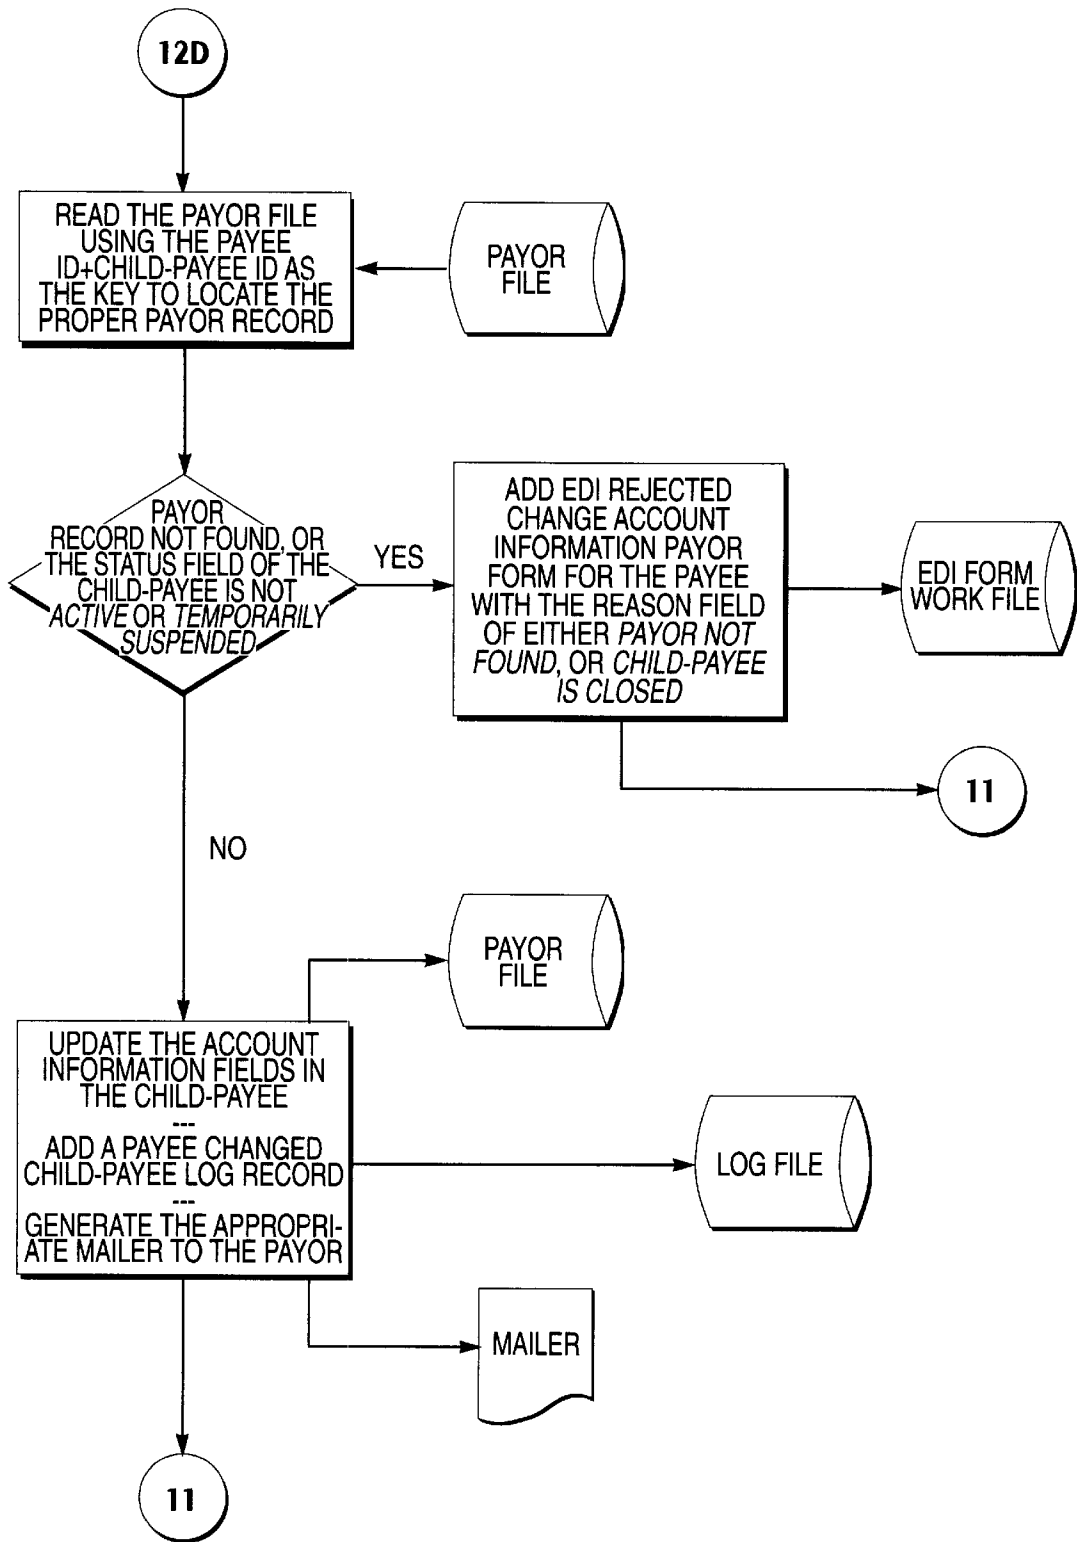 12D
READ THE PAYOR FILE
USING THE PAYEE
ID+CHILD-PAYEE ID AS
THE KEY TO LOCATE THE
PROPER PAYOR RECORD
PAYOR
FILE
PAYOR
RECORD NOT FOUND, OR
THE STATUS FIELD OF THE
CHILD-PAYEE IS NOT
ACTIVE OR TEMPORARILY
SUSPENDED
YES
ADD EDI REJECTED
CHANGE ACCOUNT
INFORMATION PAYOR
FORM FOR THE PAYEE
WITH THE REASON FIELD
OF EITHER PAYOR NOT
FOUND, OR CHILD-PAYEE
IS CLOSED
EDI FORM
WORK FILE
11
NO
PAYOR
FILE
UPDATE THE ACCOUNT
INFORMATION FIELDS IN
THE CHILD-PAYEE
---
ADD A PAYEE CHANGED
CHILD-PAYEE LOG RECORD
---
GENERATE THE APPROPRI-
ATE MAILER TO THE PAYOR
LOG FILE
MAILER
11